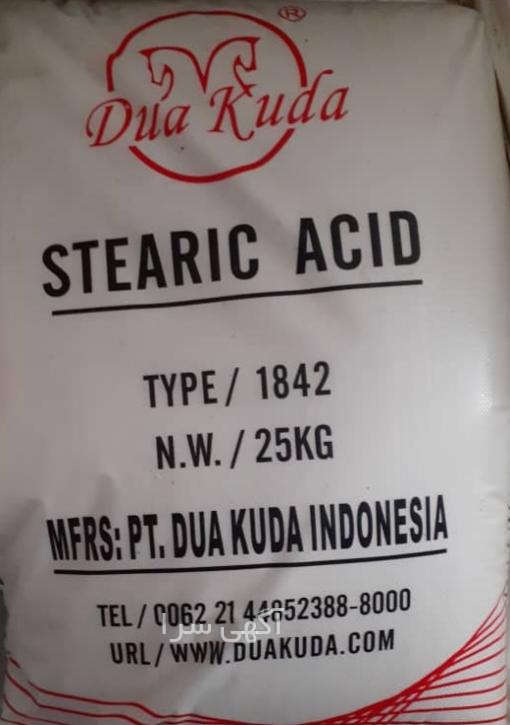 ®
Dua Kuda
STEARIC ACID
TYPE / 1842
N.W. / 25KG
MFRS: PT. DUA KUDA INDONESIA
TEL / 0062 21 44852388-8000
آگهی سرا
URL / WWW.DUAKUDA.COM